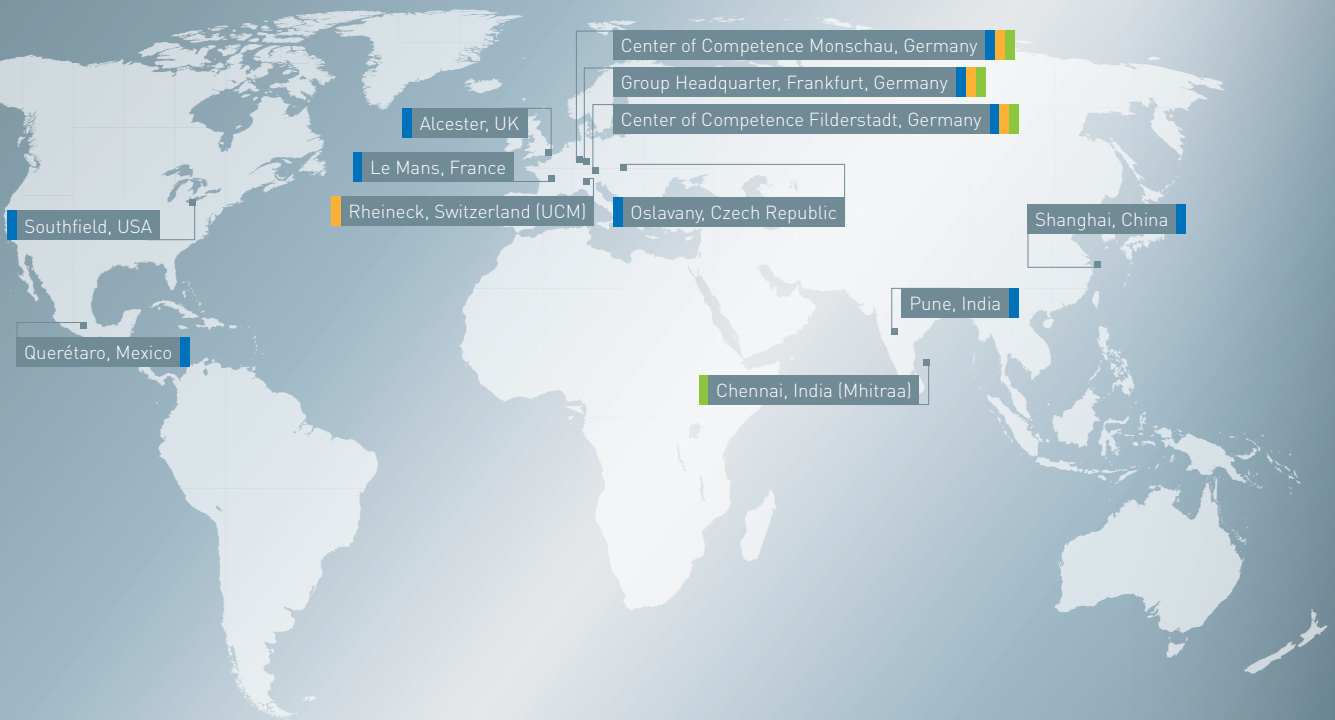 Center of Competence Monschau, Germany
Group Headquarter, Frankfurt, Germany
Center of Competence Filderstadt, Germany
Alcester, UK
Le Mans, France
Rheineck, Switzerland (UCM)
Oslavany, Czech Republic
Southfield, USA
Shanghai, China
Pune, India
Querétaro, Mexico
Chennai, India (Mhitraa)